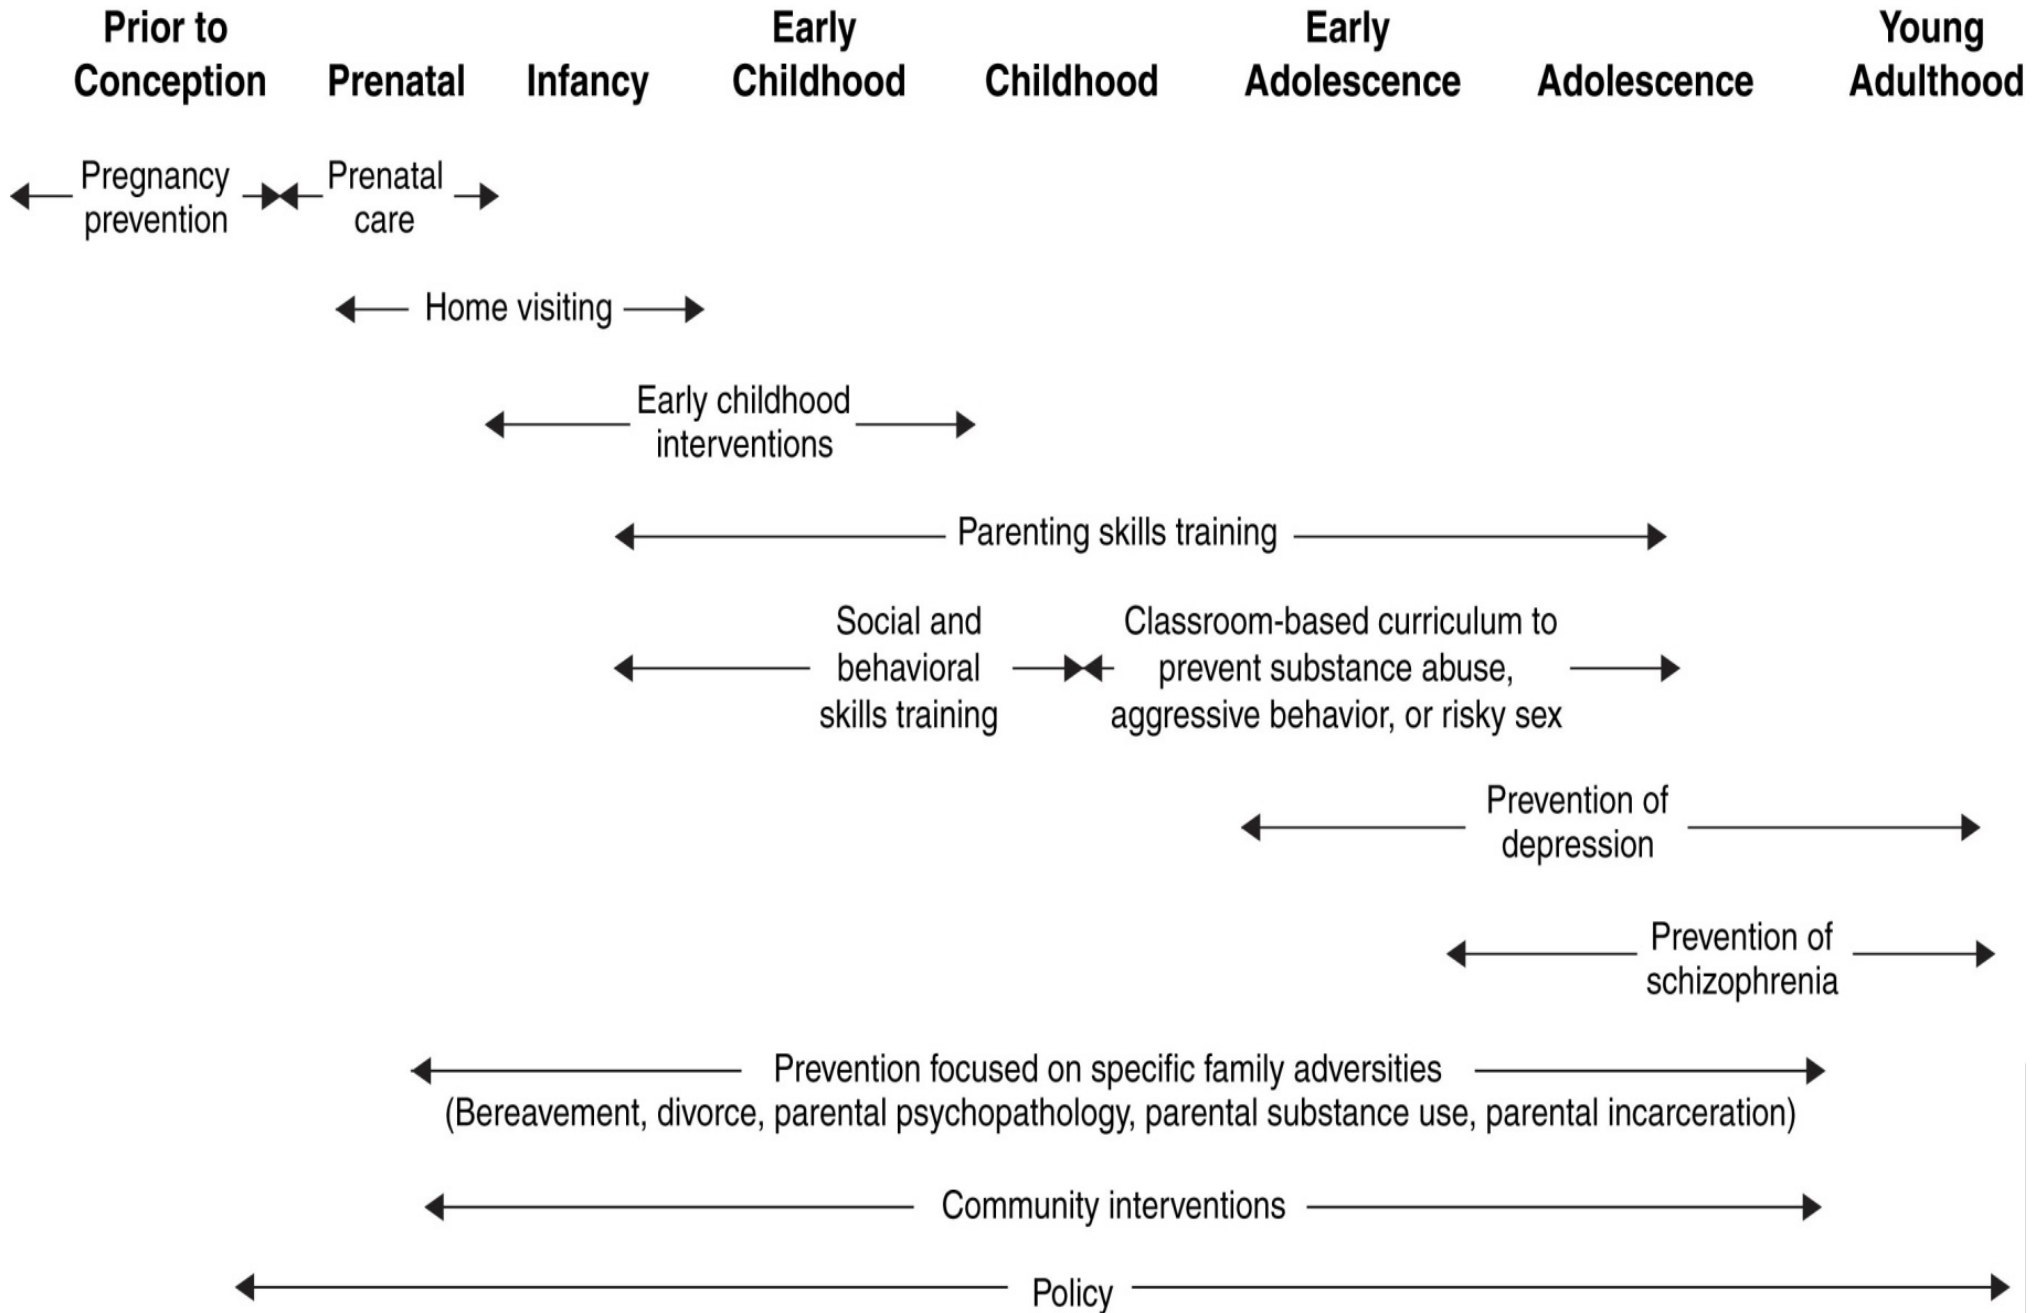 Prior to
Conception
Prenatal
Infancy
Early
Childhood
Childhood
Early
Adolescence
Adolescence
Young
Adulthood
Pregnancy
prevention
Prenatal
care
Home visiting
Early childhood
interventions
Parenting skills training
Social and
behavioral
skills training
Classroom-based curriculum to
prevent substance abuse,
aggressive behavior, or risky sex
Prevention of
depression
Prevention of
schizophrenia
Prevention focused on specific family adversities
(Bereavement, divorce, parental psychopathology, parental substance use, parental incarceration)
Community interventions
Policy